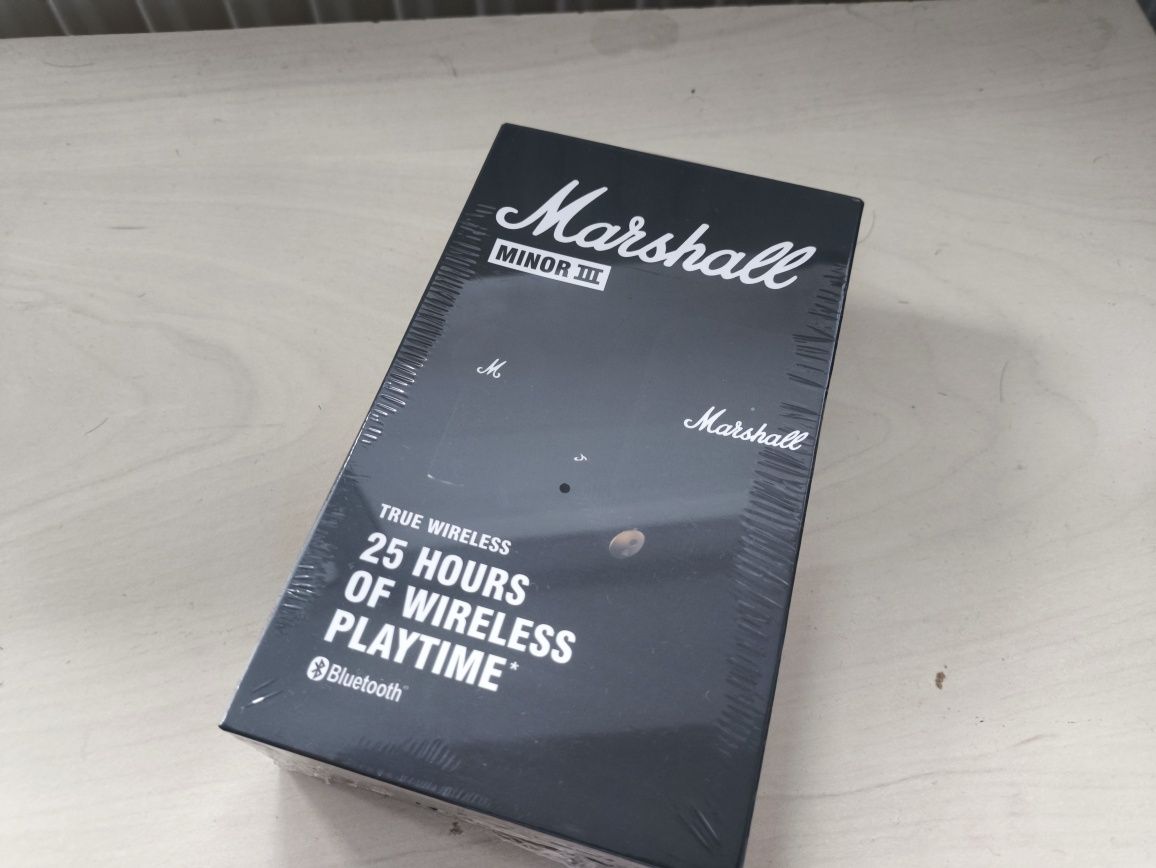 Marshall
MINOR III
M
Marshall
TRUE WIRELESS
25 HOURS
OF WIRELESS
PLAYTIME*
Bluetooth®